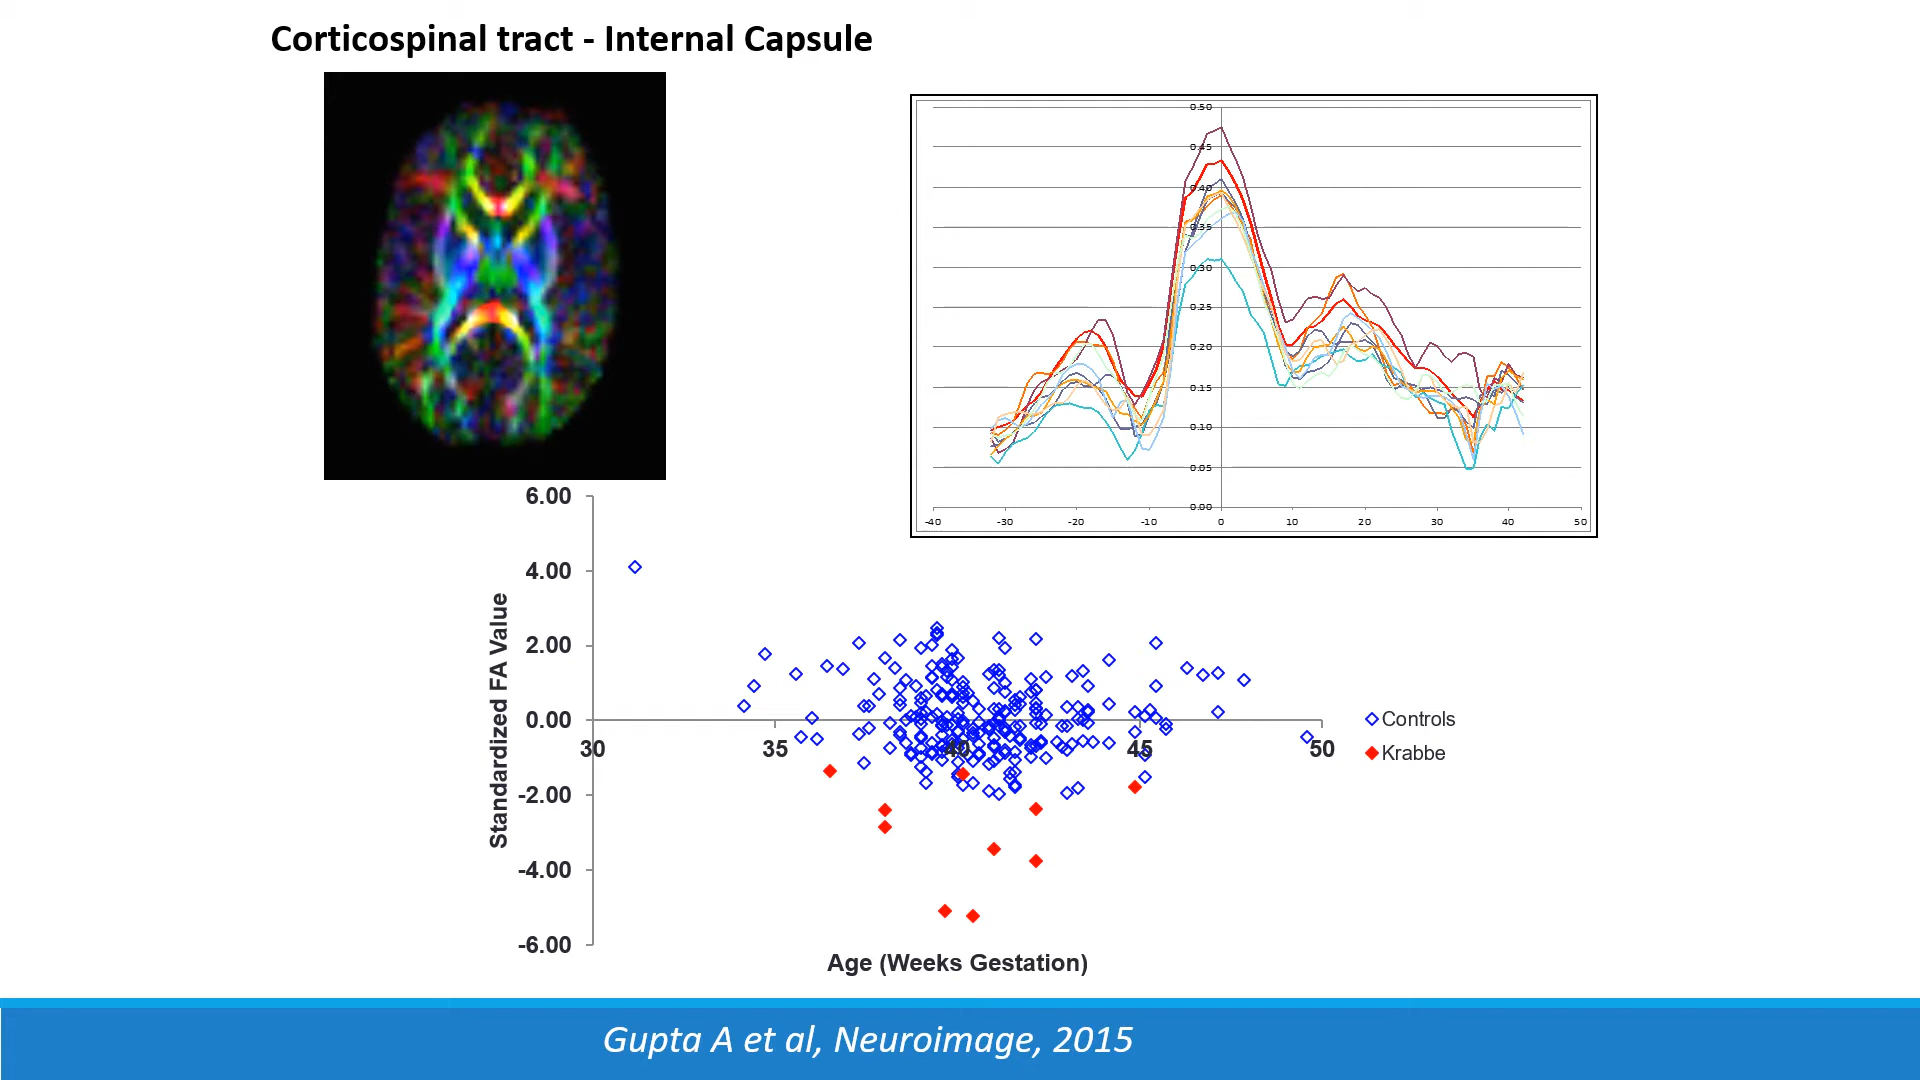 Corticospinal tract - Internal Capsule
0.50
0.45
0.40
0.35
0.30
0.25
0.20
0.15
0.10
0.05
0.00
-40 -30 -20 -10 0 10 20 30 40 50
6.00
4.00
2.00
0.00
-2.00
-4.00
-6.00
Standardized FA Value
30 35 40 45 50
Age (Weeks Gestation)
Controls
Krabbe
Gupta A et al, Neuroimage, 2015